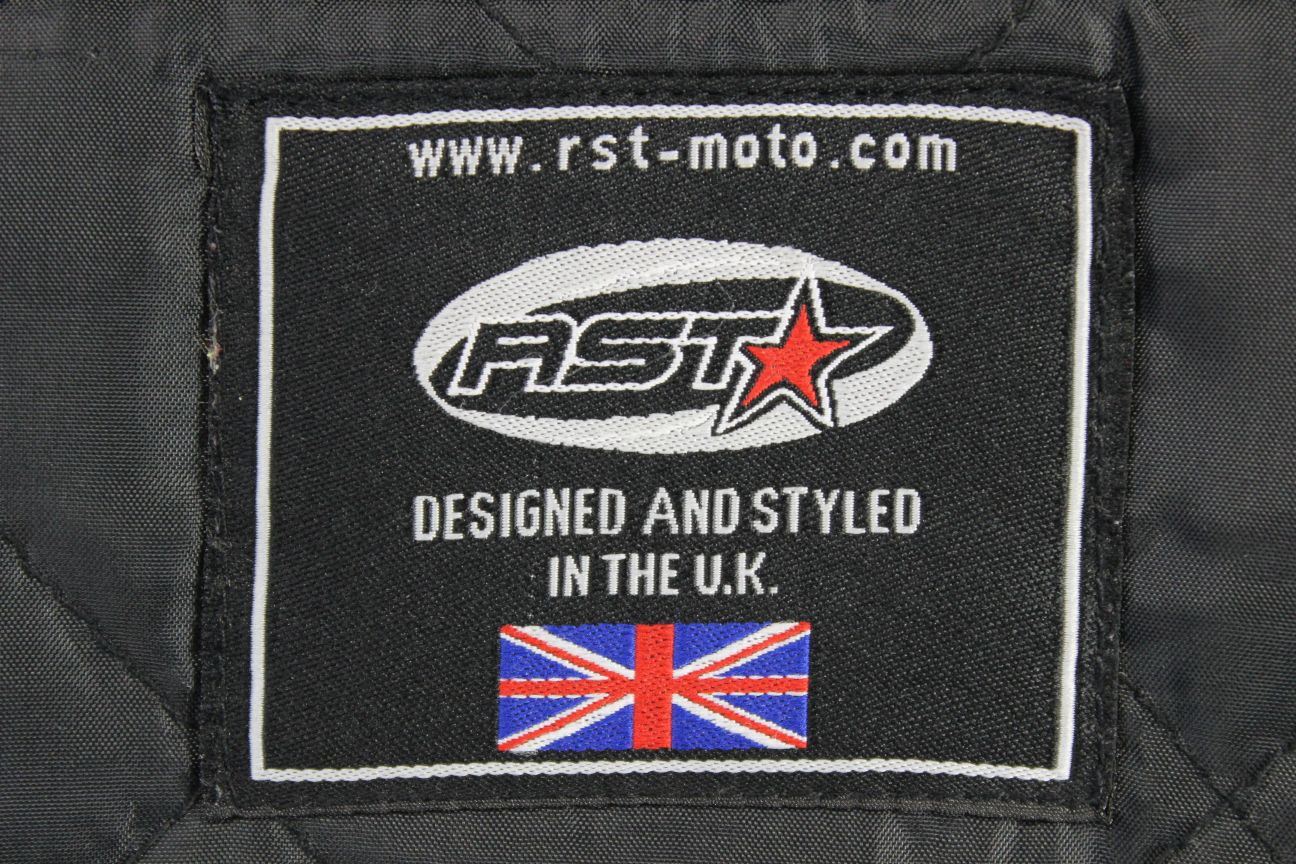 www.rst-moto.com
RST
DESIGNED AND STYLED
IN THE U.K.